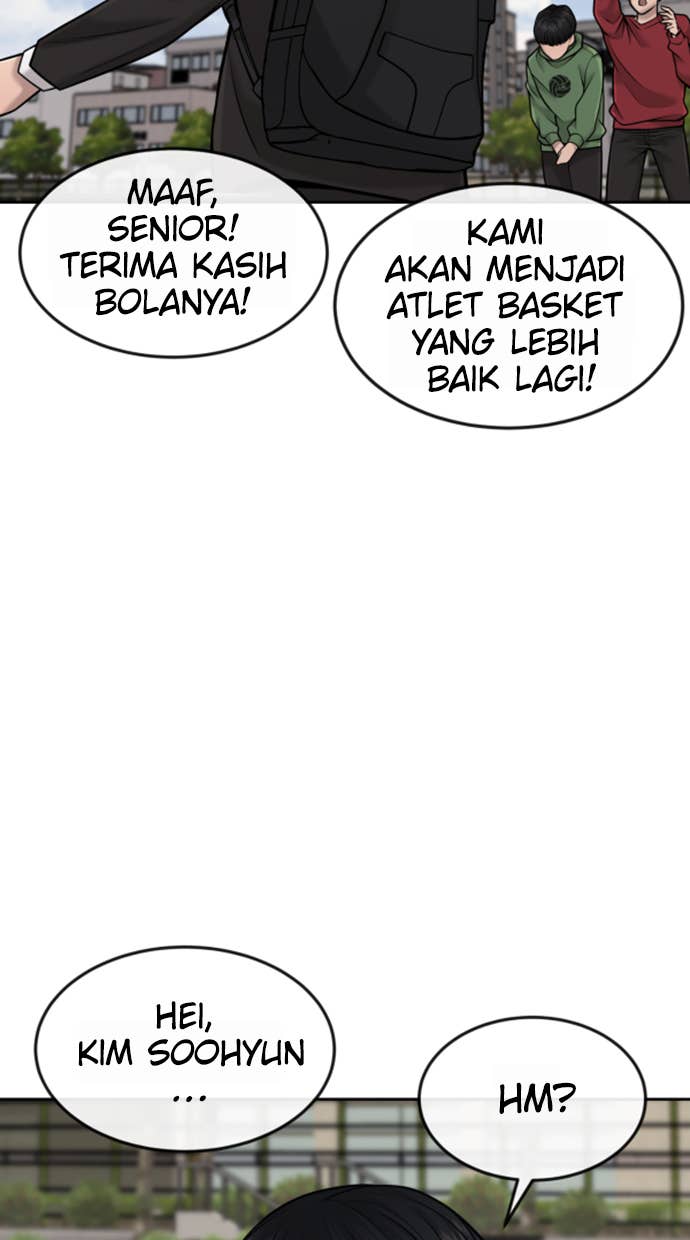 MAAF,
SENIOR!
TERIMA KASIH
BOLANYA!
KAMI
AKAN MENJADI
ATLET BASKET
YANG LEBIH
BAIK LAGI!
HEI,
KIM SOOHYUN
...
HM?